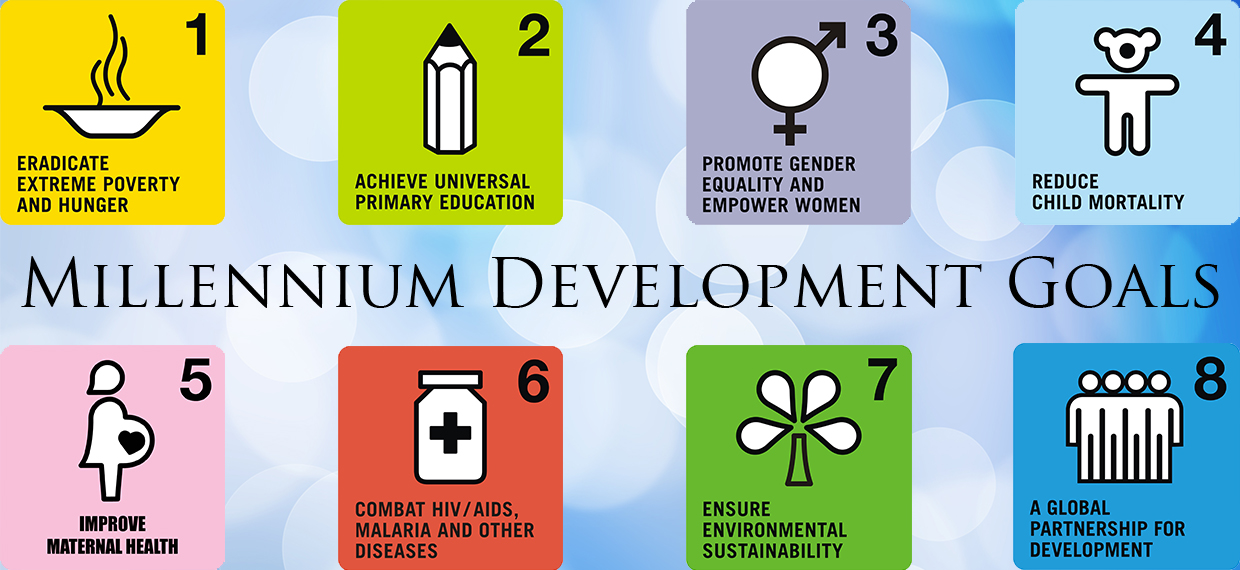 1
ERADICATE
EXTREME POVERTY
AND HUNGER
2
ACHIEVE UNIVERSAL
PRIMARY EDUCATION
3
PROMOTE GENDER
EQUALITY AND
EMPOWER WOMEN
4
REDUCE
CHILD MORTALITY
MILLENNIUM DEVELOPMENT GOALS
5
IMPROVE
MATERNAL HEALTH
6
COMBAT HIV/AIDS,
MALARIA AND OTHER
DISEASES
7
ENSURE
ENVIRONMENTAL
SUSTAINABILITY
8
A GLOBAL
PARTNERSHIP FOR
DEVELOPMENT